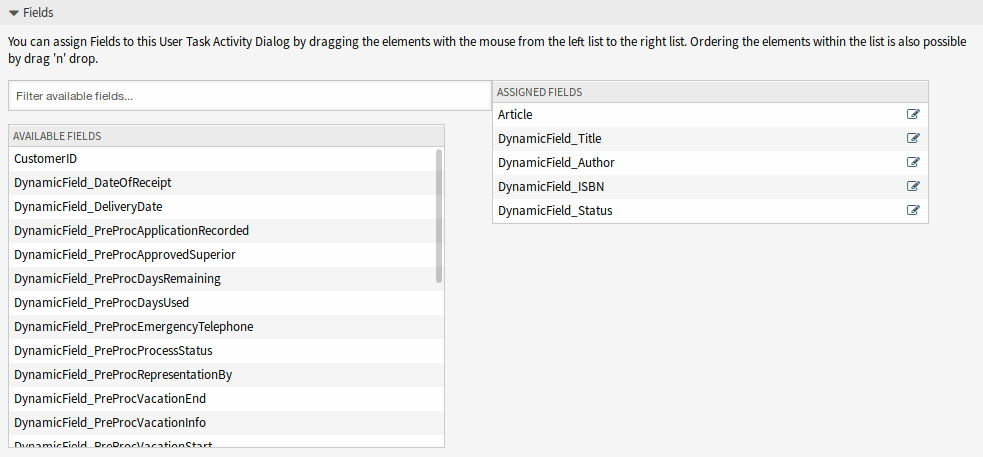 Fields
You can assign Fields to this User Task Activity Dialog by dragging the elements with the mouse from the left list to the right list. Ordering the elements within the list is also possible
by drag 'n' drop.
Filter available fields...
AVAILABLE FIELDS
CustomerID
DynamicField_DateOfReceipt
DynamicField_DeliveryDate
DynamicField_PreProcApplicationRecorded
DynamicField_PreProcApprovedSuperior
DynamicField_PreProcDaysRemaining
DynamicField_PreProcDaysUsed
DynamicField_PreProcEmergencyTelephone
DynamicField_PreProcProcessStatus
DynamicField_PreProcRepresentationBy
DynamicField_PreProcVacationEnd
DynamicField_PreProcVacationInfo
DynamicField_PreProcVacationStart
ASSIGNED FIELDS
Article
DynamicField_Title
DynamicField_Author
DynamicField_ISBN
DynamicField_Status